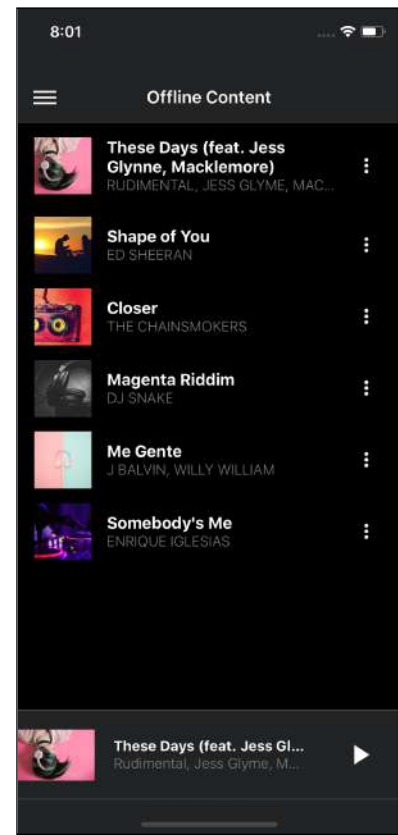 8:01
Offline Content
These Days (feat. Jess
Glynne, Macklemore)
RUDIMENTAL, JESS GLYME, MAC...
Shape of You
ED SHEERAN
Closer
THE CHAINSMOKERS
Magenta Riddim
DJ SNAKE
Me Gente
J BALVIN, WILLY WILLIAM
Somebody's Me
ENRIQUE IGLESIAS
These Days (feat. Jess Gl...
Rudimental, Jess Glyme, M...